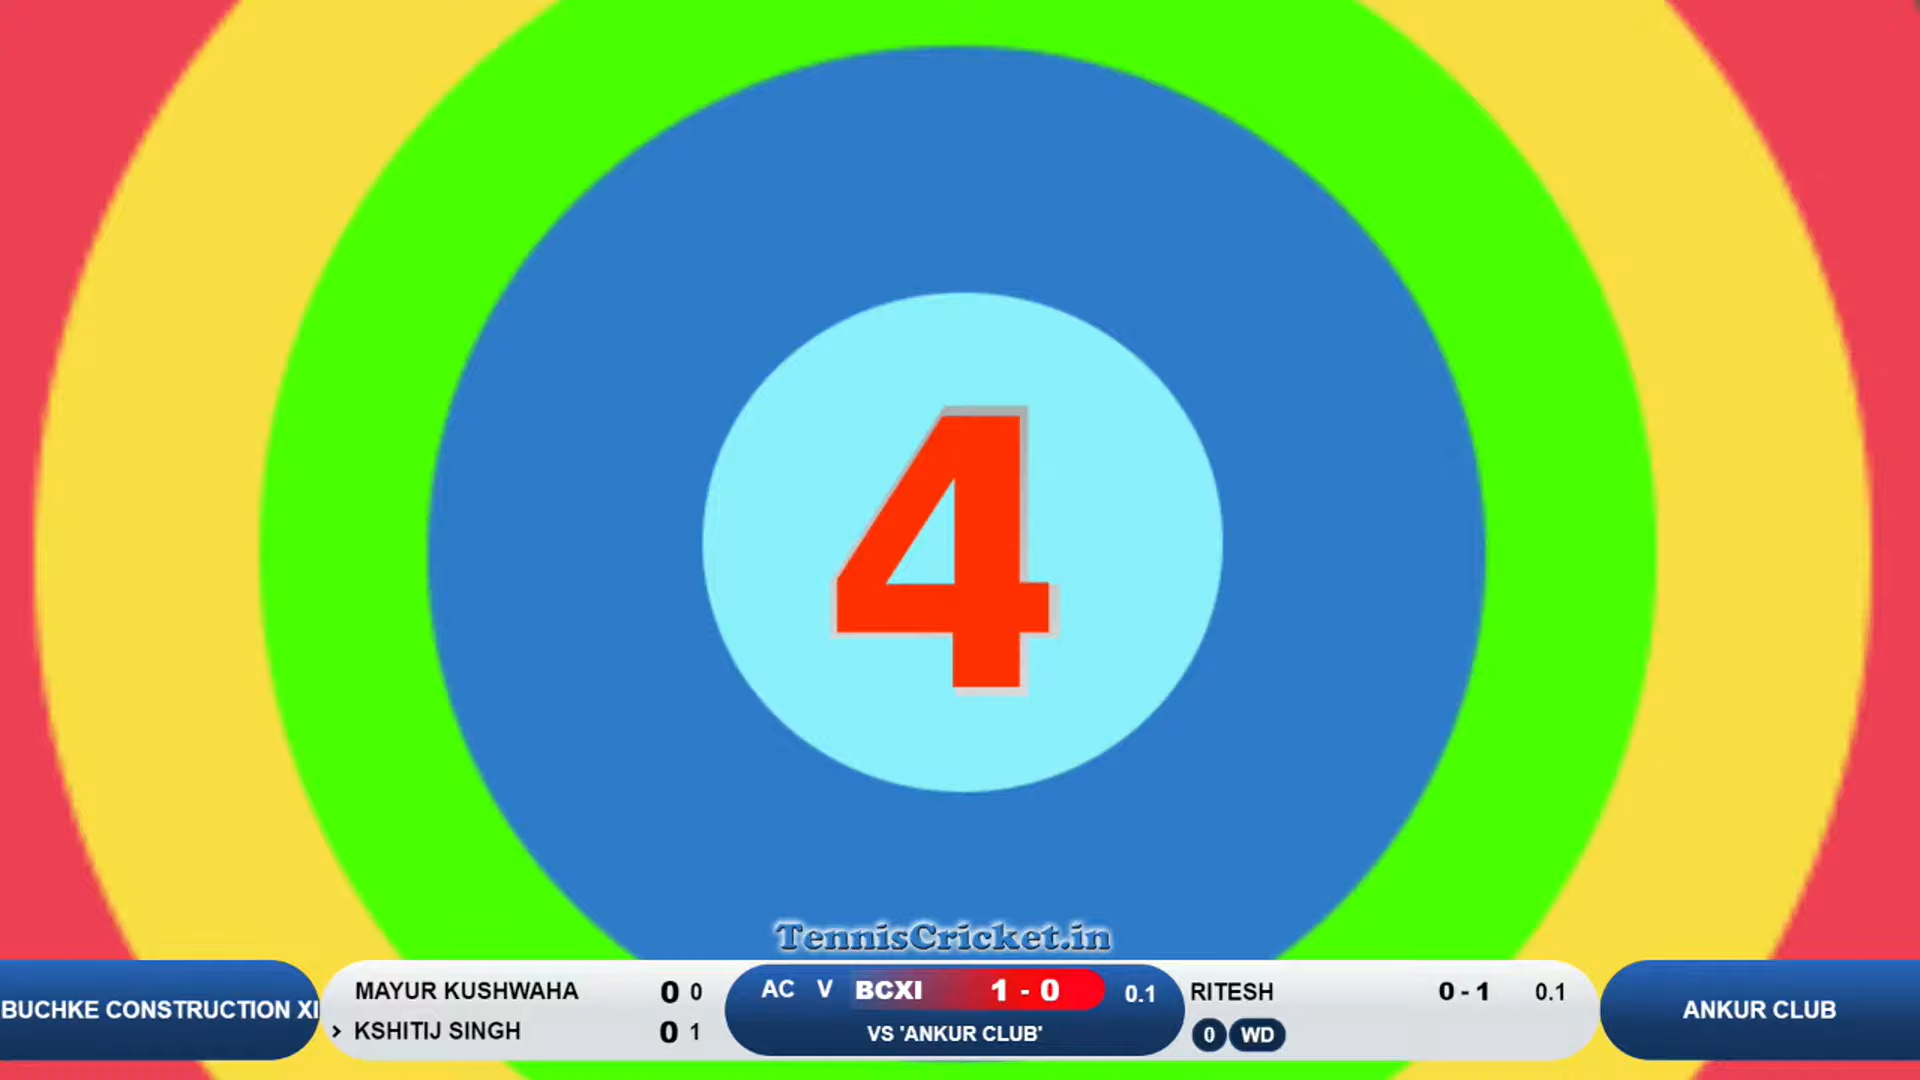 4
TennisCricket.in
BUCHKE CONSTRUCTION XI
MAYUR KUSHWAHA 0 0
> KSHITIJ SINGH 0 1
AC V BCXI 1 - 0 0.1
VS 'ANKUR CLUB'
RITESH 0 - 1 0.1
0 WD
ANKUR CLUB